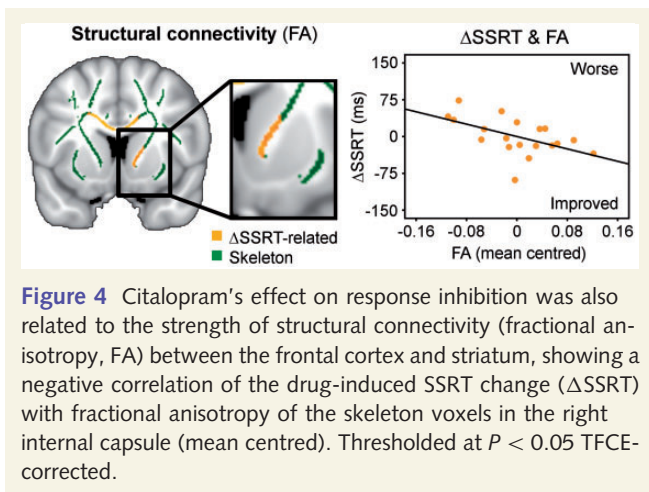 Structural connectivity (FA)
ΔSSRT-related
Skeleton
ΔSSRT & FA
150
75
0
-75
-150
ΔSSRT (ms)
Worse
Improved
-0.16 -0.08 0 0.08 0.16
FA (mean centred)
Figure 4 Citalopram's effect on response inhibition was also
related to the strength of structural connectivity (fractional an-
isotropy, FA) between the frontal cortex and striatum, showing a
negative correlation of the drug-induced SSRT change (ΔSSRT)
with fractional anisotropy of the skeleton voxels in the right
internal capsule (mean centred). Thresholded at P < 0.05 TFCE-
corrected.